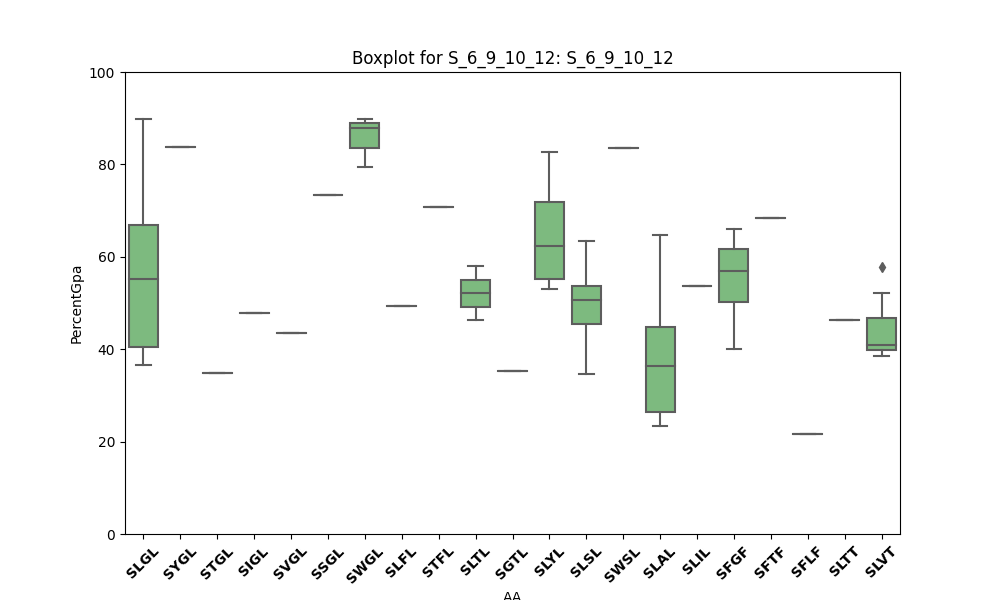 Boxplot for S_6_9_10_12: S_6_9_10_12
100
80
60
40
20
0
PercentGpa
SLGL
SYGL
STGL
SIGL
SVGL
SSGL
SWGL
SLFL
STFL
SLTL
SGTL
SLYL
SLSL
SWSL
SLAL
SLIL
SFGF
SFTF
SFLF
SLTT
SLVT
AA